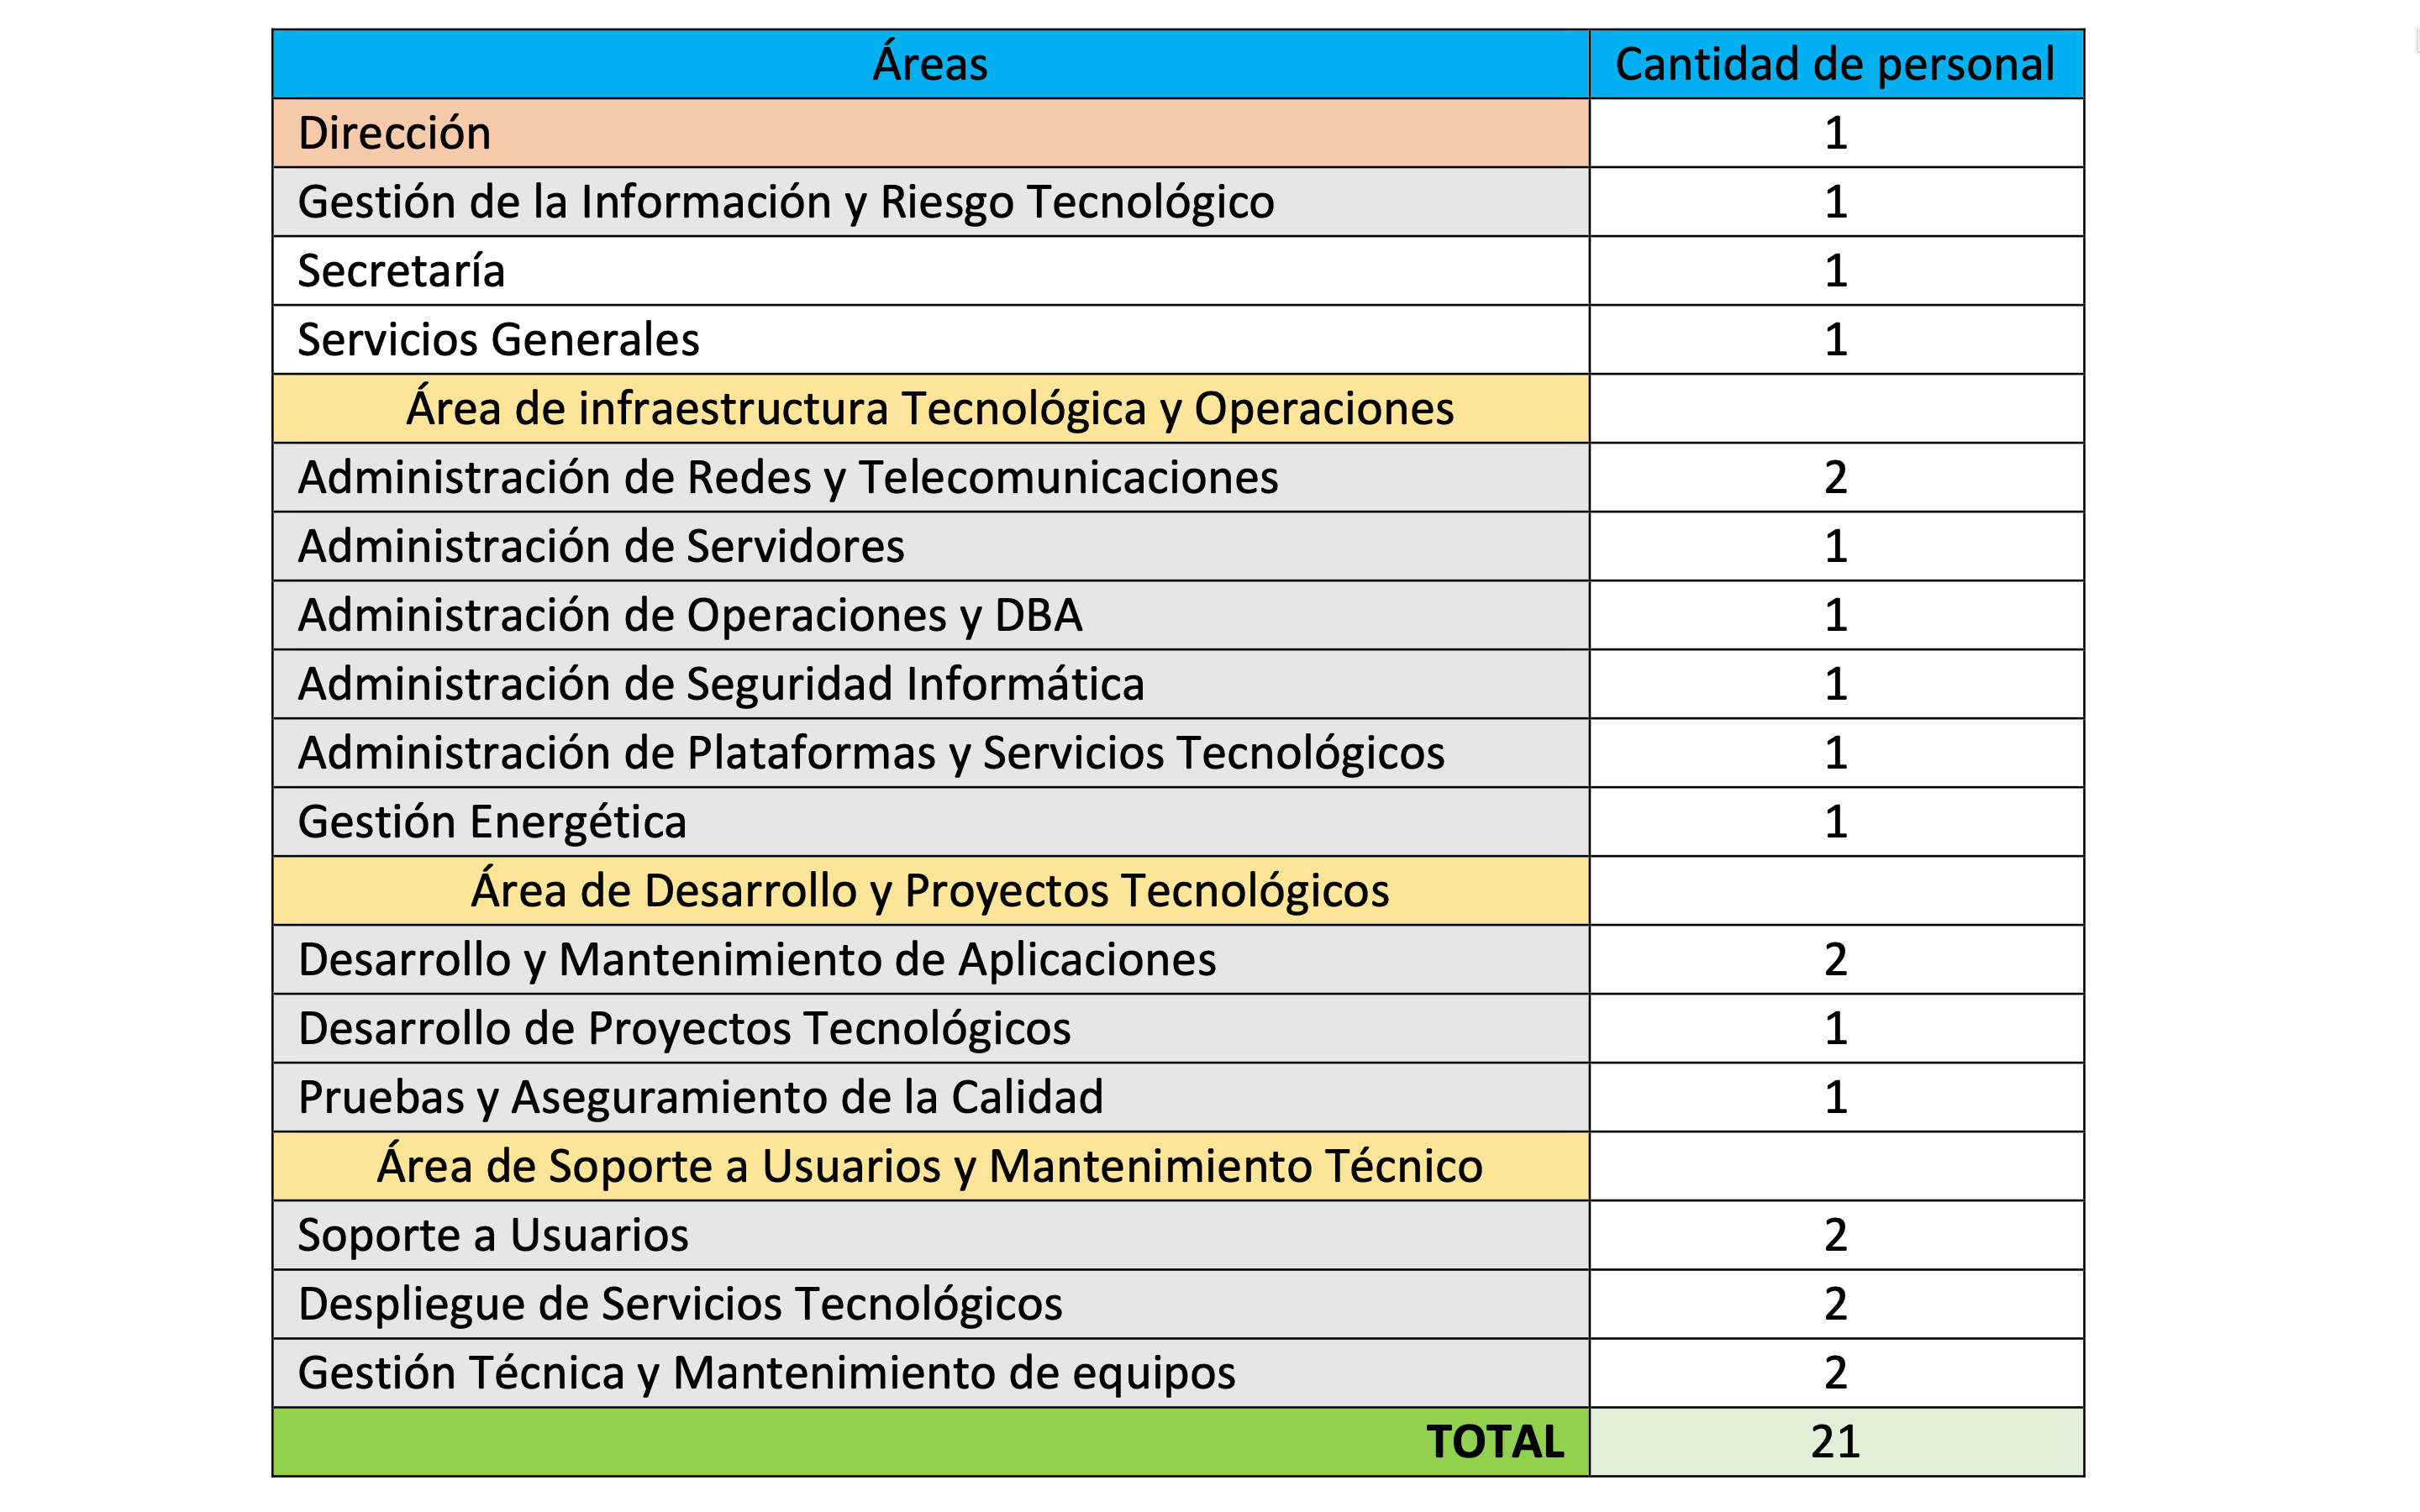 Áreas Cantidad de personal
Dirección 1
Gestión de la Información y Riesgo Tecnológico 1
Secretaría 1
Servicios Generales 1
Área de infraestructura Tecnológica y Operaciones
Administración de Redes y Telecomunicaciones 2
Administración de Servidores 1
Administración de Operaciones y DBA 1
Administración de Seguridad Informática 1
Administración de Plataformas y Servicios Tecnológicos 1
Gestión Energética 1
Área de Desarrollo y Proyectos Tecnológicos
Desarrollo y Mantenimiento de Aplicaciones 2
Desarrollo de Proyectos Tecnológicos 1
Pruebas y Aseguramiento de la Calidad 1
Área de Soporte a Usuarios y Mantenimiento Técnico
Soporte a Usuarios 2
Despliegue de Servicios Tecnológicos 2
Gestión Técnica y Mantenimiento de equipos 2
TOTAL 21